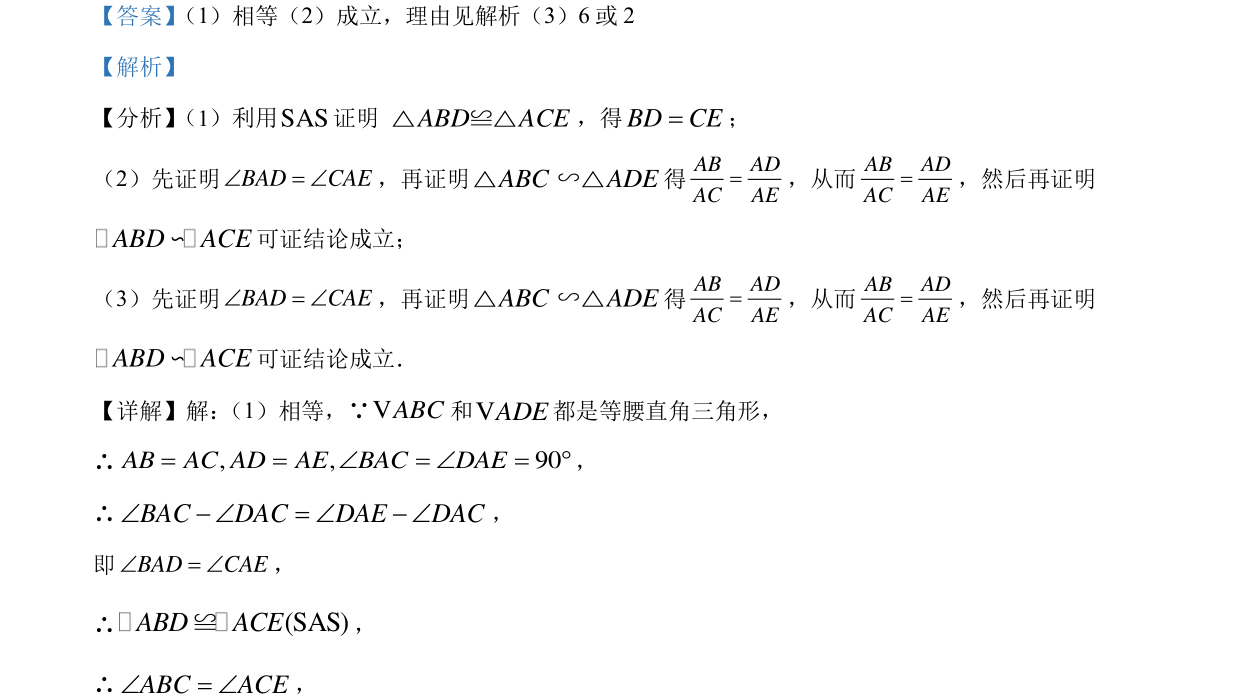 【答案】（1）相等（2）成立，理由见解析（3）6 或 2
【解析】
【分析】（1）利用 SAS 证明 △ABD≌△ACE，得 BD = CE；
（2）先证明∠BAD = ∠CAE，再证明△ABC ∽△ADE 得 AB/AC = AD/AE，从而 AB/AC = AD/AE，然后再证明
□ABD ∽□ACE 可证结论成立；
（3）先证明∠BAD = ∠CAE，再证明△ABC ∽△ADE 得 AB/AC = AD/AE，从而 AB/AC = AD/AE，然后再证明
□ABD ∽□ACE 可证结论成立．
【详解】解：（1）相等，∵VABC 和VADE 都是等腰直角三角形，
∴ AB = AC, AD = AE, ∠BAC = ∠DAE = 90°，
∴ ∠BAC − ∠DAC = ∠DAE − ∠DAC，
即∠BAD = ∠CAE，
∴□ABD ≌□ACE(SAS)，
∴ ∠ABC = ∠ACE，